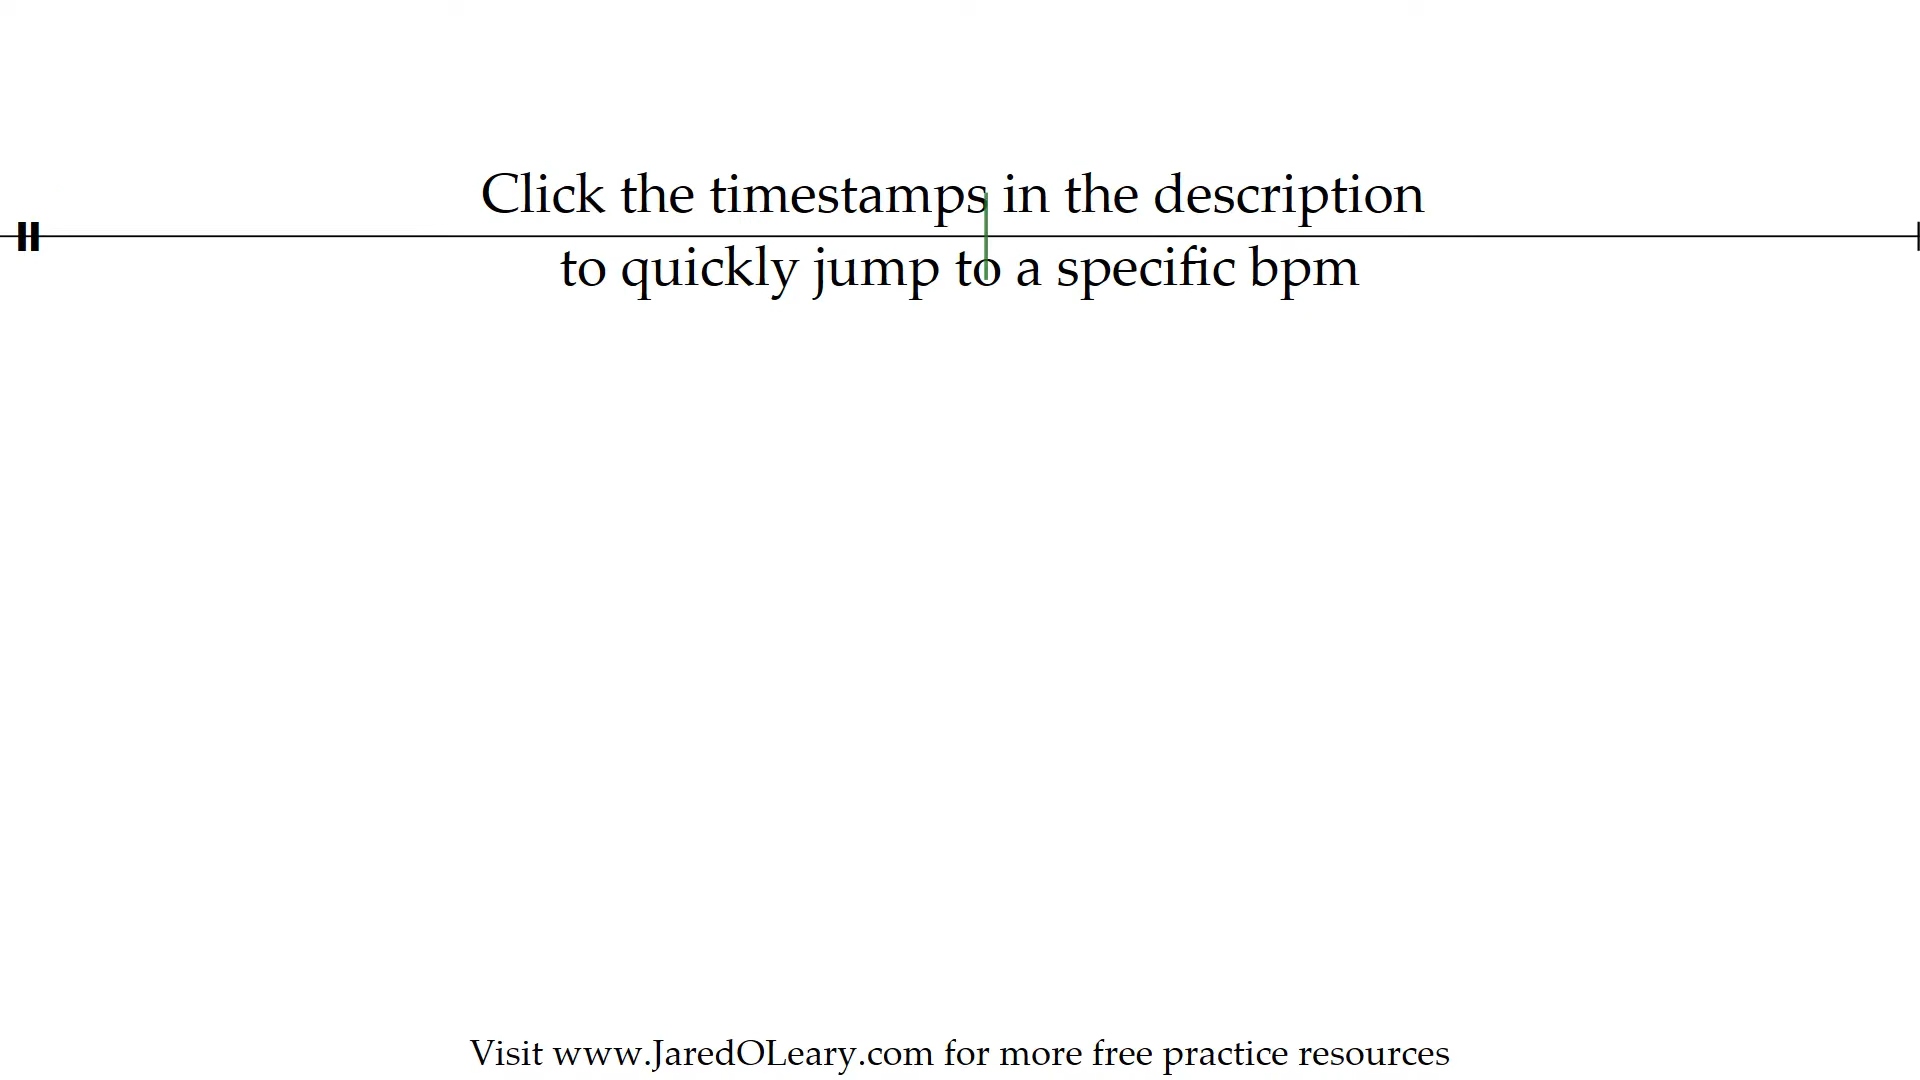 Click the timestamps in the description
to quickly jump to a specific bpm
Visit www.JaredOLeary.com for more free practice resources